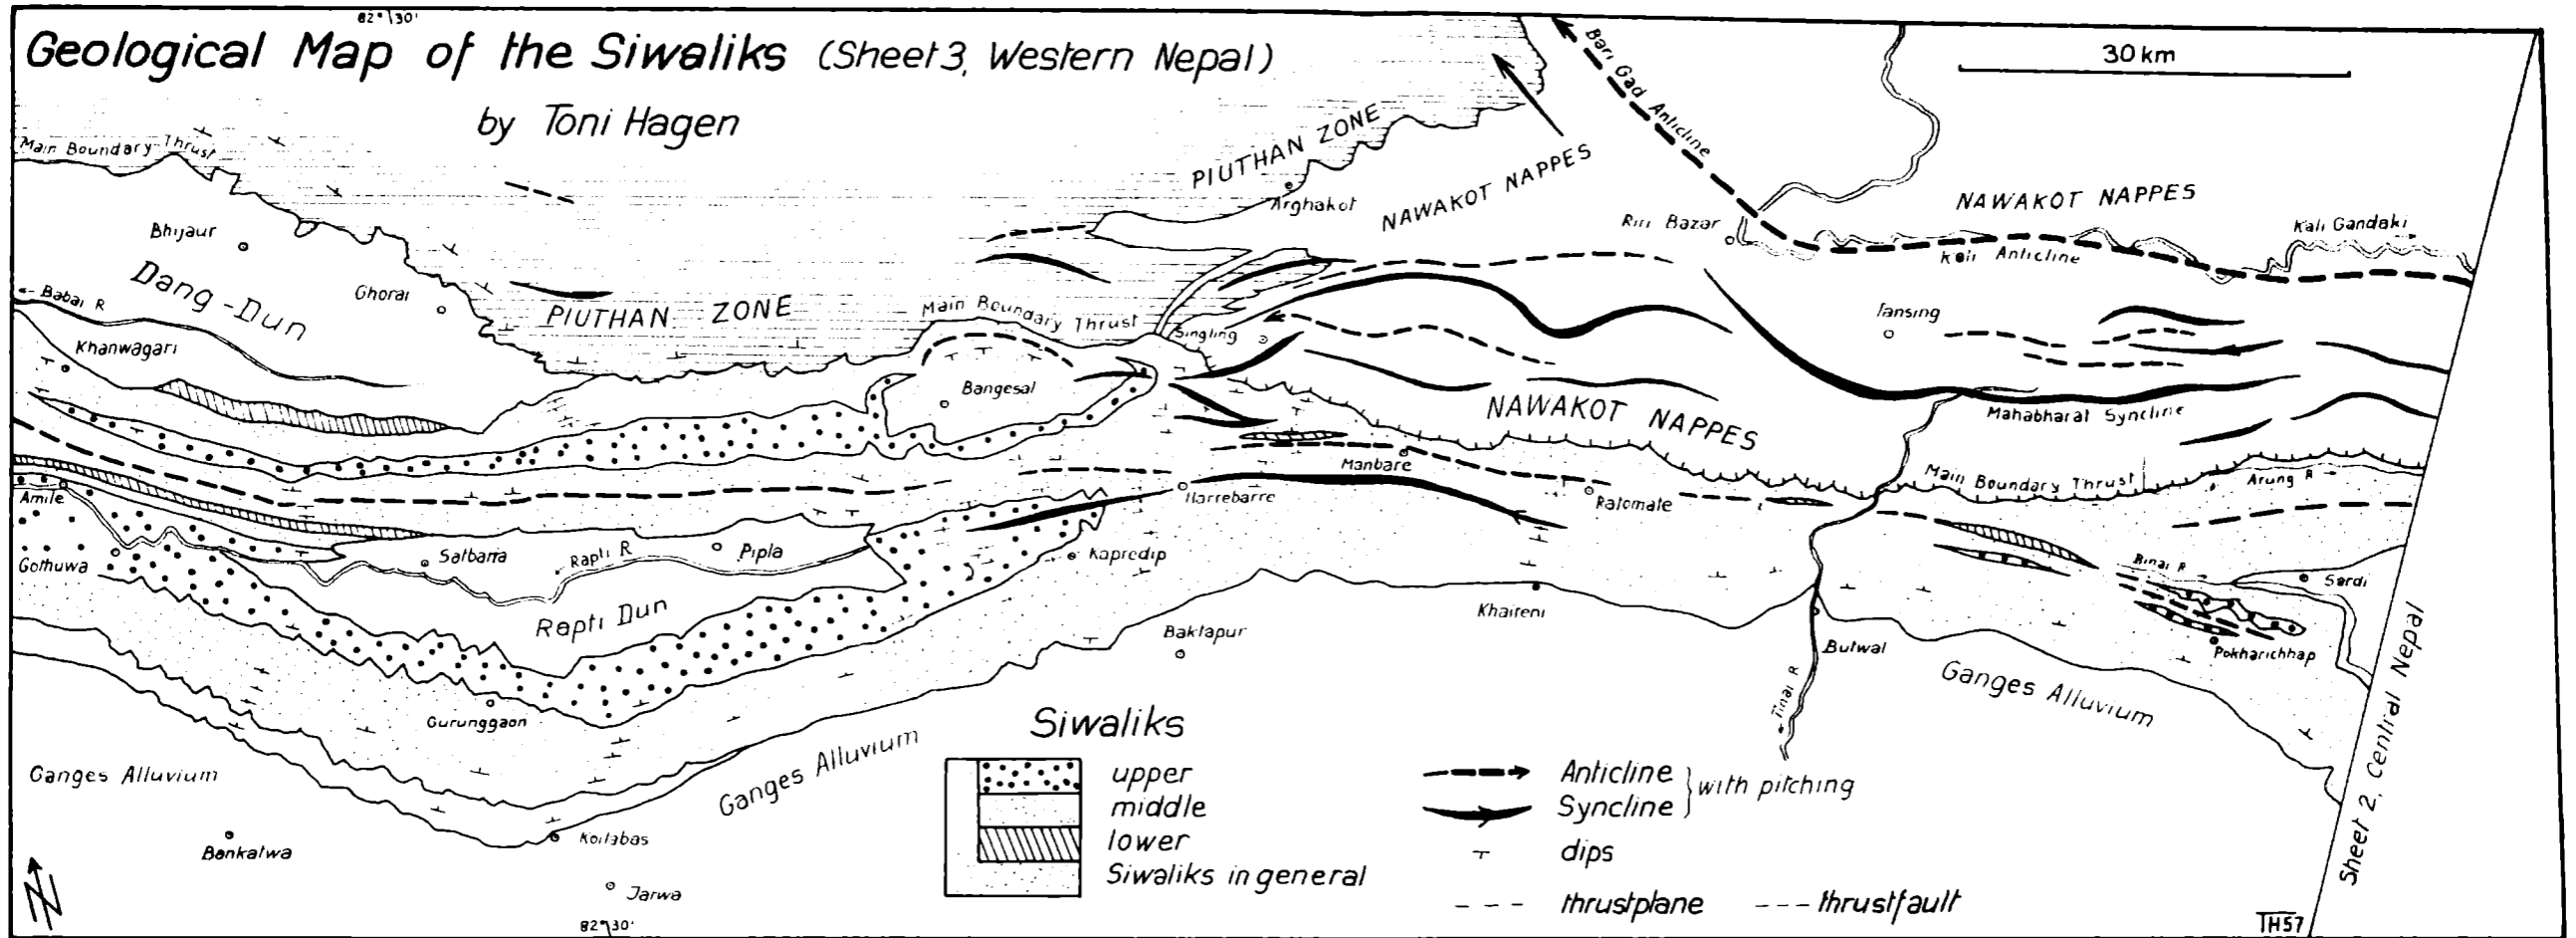 82° 30'
Geological Map of the Siwaliks (Sheet 3, Western Nepal)
by Toni Hagen
30 km
Bari Gad Anticline
Main Boundary Thrust
PIUTHAN ZONE
Arghakot
NAWAKOT NAPPES
Riri Bazar
NAWAKOT NAPPES
Kali Gandaki
Kali Anticline
Bhijaur
Dang-Dun
Ghorai
Babai R
Khanwagari
PIUTHAN ZONE
Main Boundary Thrust
Singling
Tansing
Bangesal
NAWAKOT NAPPES
Mahabharat Syncline
Manbare
Main Boundary Thrust
Arung R
Amile
Harrebarre
Ratomate
Gothuwa
Satbaria
Rapti R
Pipla
Kapredip
Binai R
Sardi
Rapti Dun
Khaireni
Baktapur
Butwal
Pokharichhap
Tinai R
Ganges Alluvium
Gurunggaon
Ganges Alluvium
Ganges Alluvium
Bankatwa
Koilabas
Jarwa
82° 30'
Siwaliks
upper
middle
lower
Siwaliks in general
Anticline
Syncline
with pitching
dips
thrustplane
thrustfault
Sheet 2, Central Nepal
TH57
N